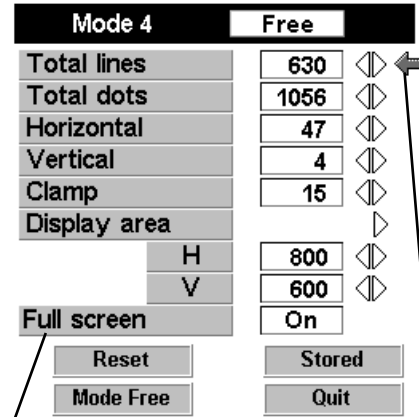 Mode 4 Free
Total lines 630
Total dots 1056
Horizontal 47
Vertical 4
Clamp 15
Display area
H 800
V 600
Full screen On
Reset Stored
Mode Free Quit